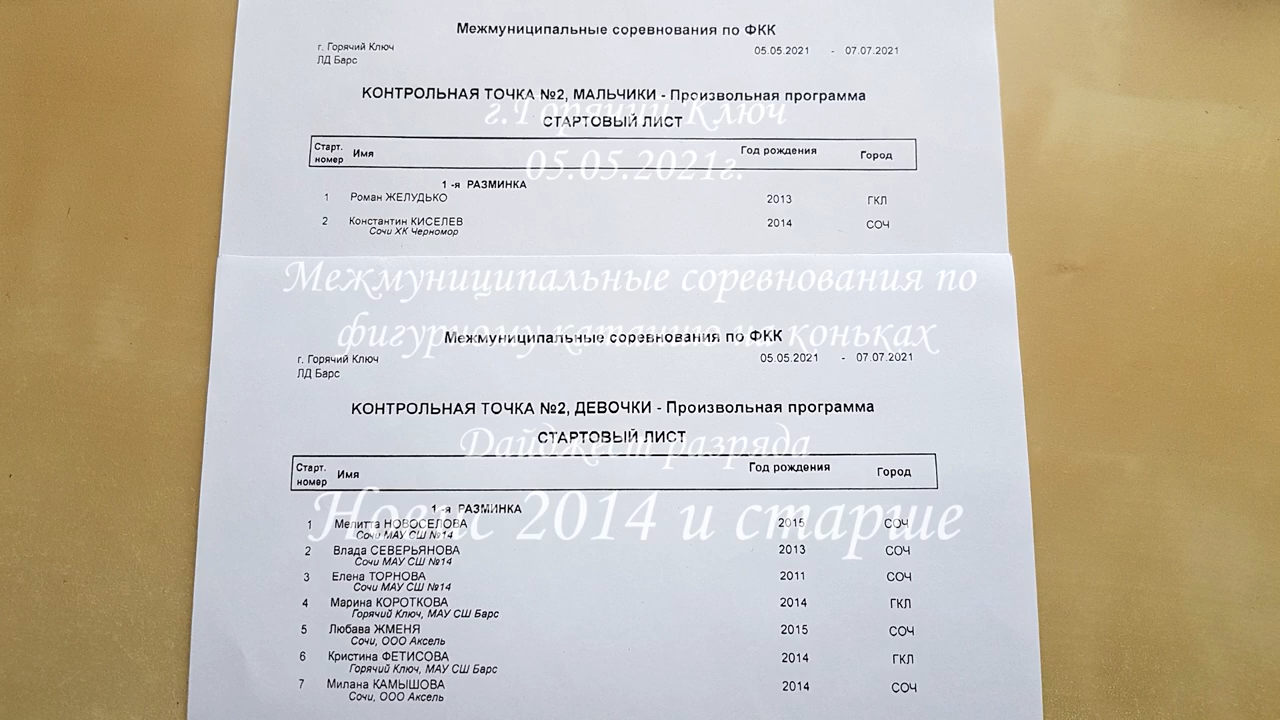 Межмуниципальные соревнования по ФКК
г. Горячий Ключ 05.05.2021 - 07.07.2021
ЛД Барс
КОНТРОЛЬНАЯ ТОЧКА №2, МАЛЬЧИКИ - Произвольная программа
г.Горячий Ключ
СТАРТОВЫЙ ЛИСТ
Старт. номер Имя Год рождения Город
05.05.2021г.
1 -я РАЗМИНКА
1 Роман ЖЕЛУДЬКО 2013 ГКЛ
2 Константин КИСЕЛЕВ 2014 СОЧ
Сочи ХК Черномор
Межмуниципальные соревнования по
фигурному катанию на коньках
Межмуниципальные соревнования по ФКК
г. Горячий Ключ 05.05.2021 - 07.07.2021
ЛД Барс
КОНТРОЛЬНАЯ ТОЧКА №2, ДЕВОЧКИ - Произвольная программа
СТАРТОВЫЙ ЛИСТ
Дайджест разряда
Старт. номер Имя Год рождения Город
1 -я РАЗМИНКА
Новис 2014 и старше
1 Мелитта НОВОСЕЛОВА 2015 СОЧ
Сочи МАУ СШ №14
2 Влада СЕВЕРЬЯНОВА 2013 СОЧ
Сочи МАУ СШ №14
3 Елена ТОРНОВА 2011 СОЧ
Сочи МАУ СШ №14
4 Марина КОРОТКОВА 2014 ГКЛ
Горячий Ключ, МАУ СШ Барс
5 Любава ЖМЕНЯ 2015 СОЧ
Сочи, ООО Аксель
6 Кристина ФЕТИСОВА 2014 ГКЛ
Горячий Ключ, МАУ СШ Барс
7 Милана КАМЫШОВА 2014 СОЧ
Сочи, ООО Аксель